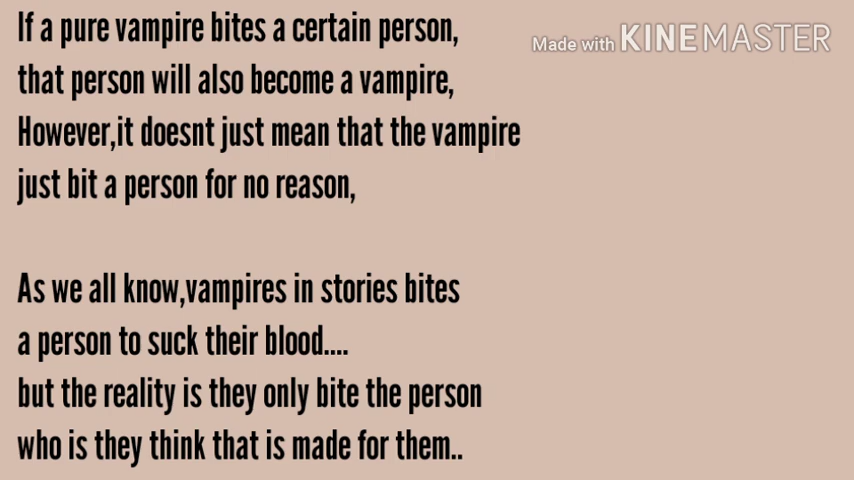 If a pure vampire bites a certain person,
Made with KINEMASTER
that person will also become a vampire,
However,it doesnt just mean that the vampire
just bit a person for no reason,
As we all know,vampires in stories bites
a person to suck their blood....
but the reality is they only bite the person
who is they think that is made for them..